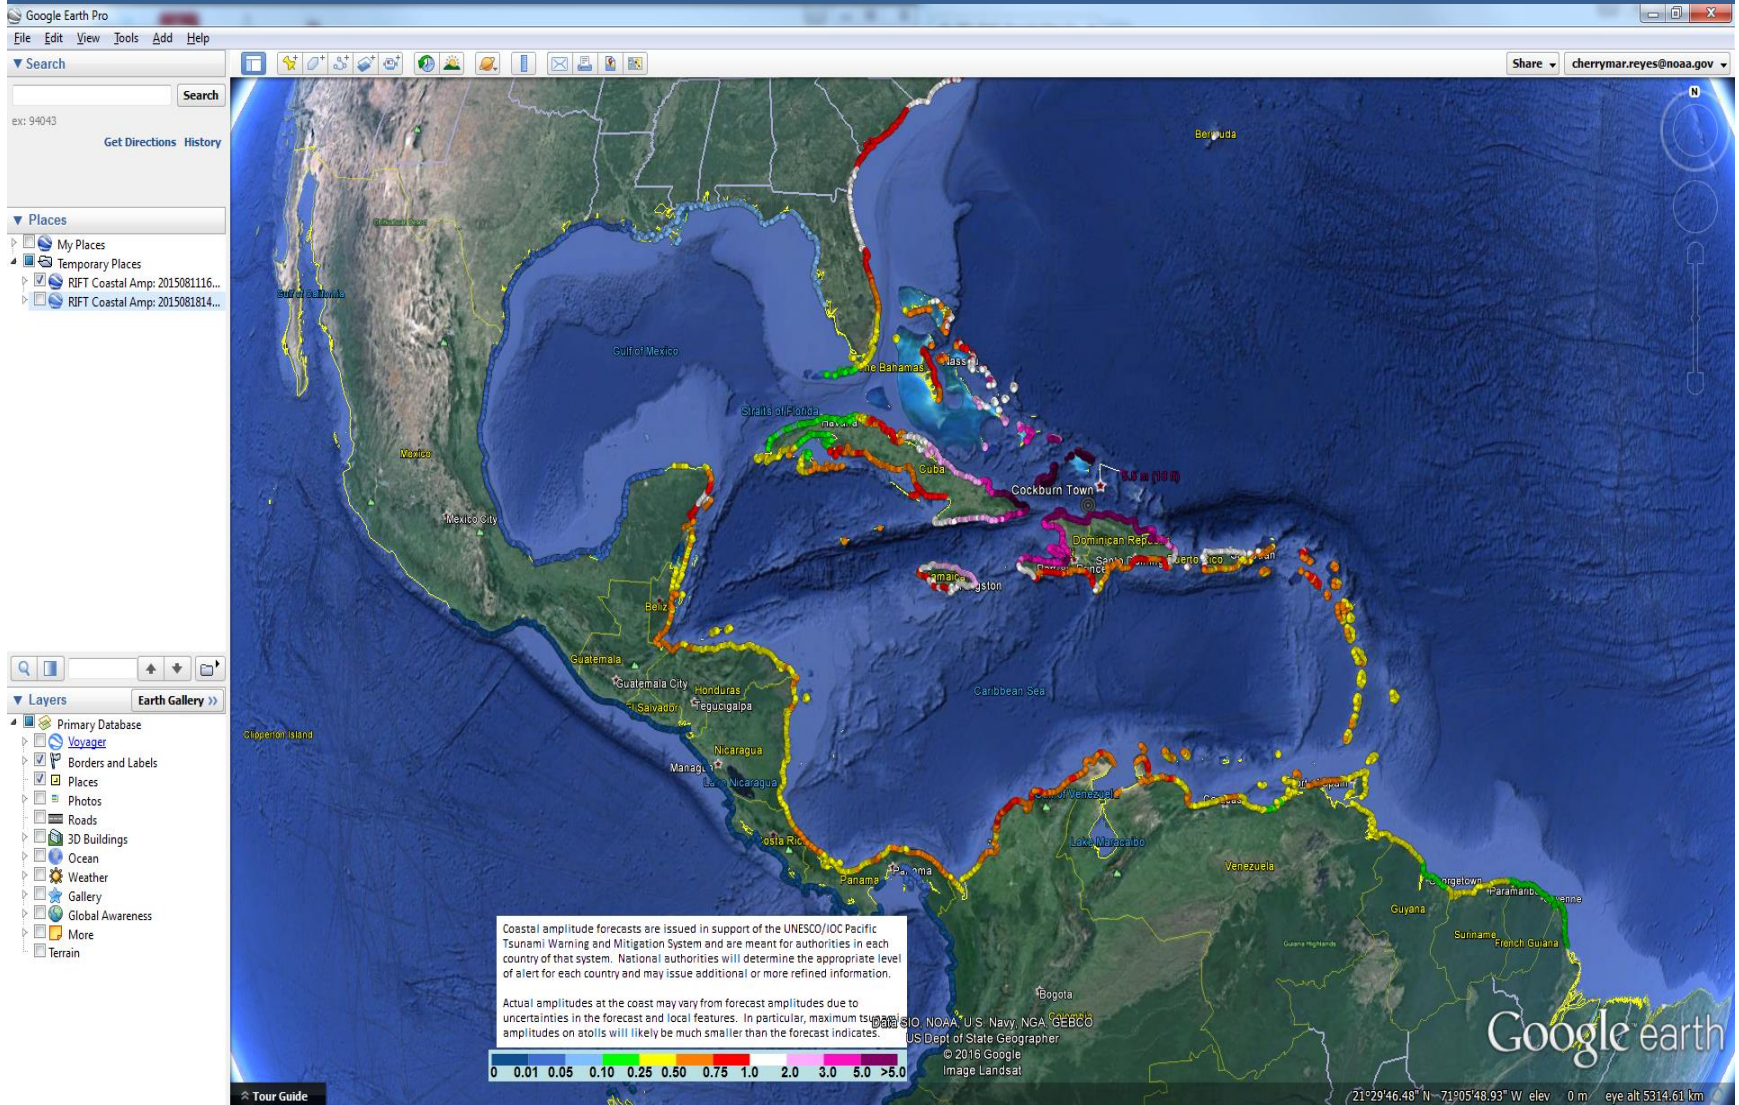 Google Earth Pro
File Edit View Tools Add Help
Search
Search
ex: 94043
Get Directions History
Places
My Places
Temporary Places
RIFT Coastal Amp: 2015081116...
RIFT Coastal Amp: 2015081814...
Layers
Earth Gallery »
Primary Database
Voyager
Borders and Labels
Places
Photos
Roads
3D Buildings
Ocean
Weather
Gallery
Global Awareness
More
Terrain
Share
cherrymar.reyes@noaa.gov
N
Bermuda
Gulf of California
Gulf of Mexico
Bahamas
Straits of Florida
Havana
Mexico
Cuba
Cockburn Town
Mexico City
Dominican
Belize
Guatemala
Guatemala City
Honduras
El Salvador
Tegucigalpa
Caribbean Sea
Clipperton Island
Nicaragua
Managua
Nicaragua
of Venezuela
Lake Maracaibo
Venezuela
Panama
Georgetown
Paramaribo
Guyana
Suriname
French Guiana
Guiana Highlands
Bogota
Colombia
Coastal amplitude forecasts are issued in support of the UNESCO/IOC Pacific
Tsunami Warning and Mitigation System and are meant for authorities in each
country of that system. National authorities will determine the appropriate level
of alert for each country and may issue additional or more refined information.
Actual amplitudes at the coast may vary from forecast amplitudes due to
uncertainties in the forecast and local features. In particular, maximum tsunami
amplitudes on atolls will likely be much smaller than the forecast indicates.
0 0.01 0.05 0.10 0.25 0.50 0.75 1.0 2.0 3.0 5.0 >5.0
Data SIO, NOAA, U.S. Navy, NGA, GEBCO
US Dept of State Geographer
© 2016 Google
Image Landsat
Google earth
Tour Guide
21°29'46.48" N 71°05'48.93" W elev 0 m eye alt 5314.61 km